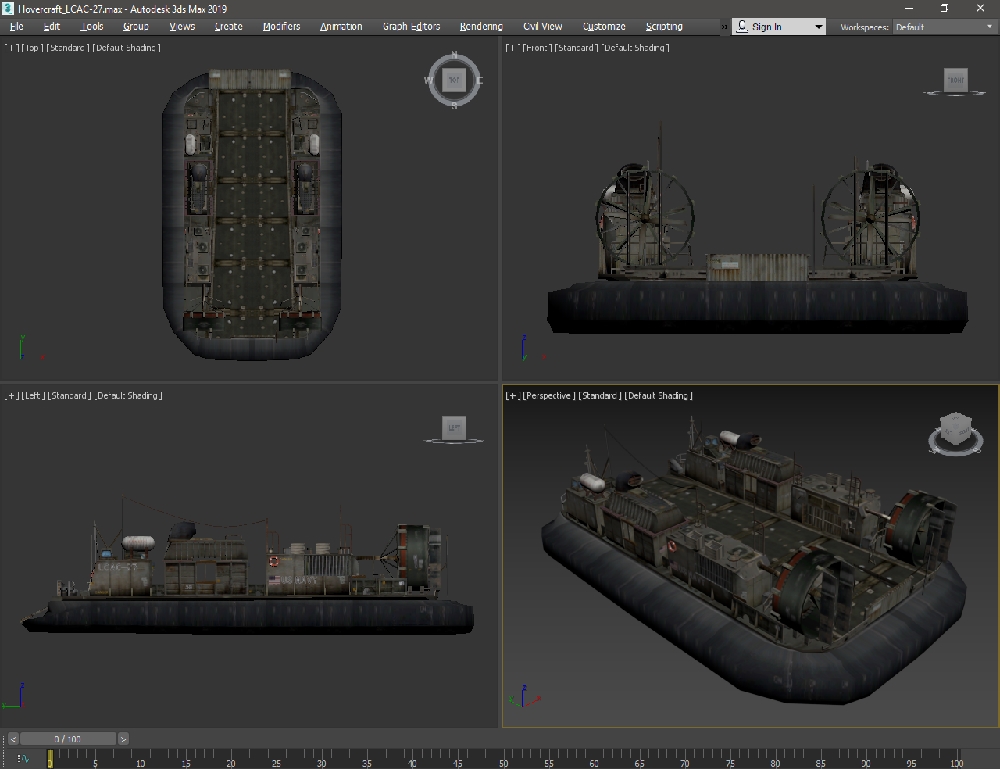 Hovercraft_LCAC-27.max - Autodesk 3ds Max 2019
File Edit Tools Group Views Create Modifiers Animation Graph Editors Rendering Civil View Customize Scripting » Sign In Workspaces: Default
[+] [Top] [Standard] [Default Shading]
[+] [Front] [Standard] [Default Shading]
N
W TOP E
S
FRONT
[+] [Left] [Standard] [Default Shading]
[+] [Perspective] [Standard] [Default Shading]
LEFT
LCAC-27
US NAVY
< 0 / 100 >
0 5 10 15 20 25 30 35 40 45 50 55 60 65 70 75 80 85 90 95 100